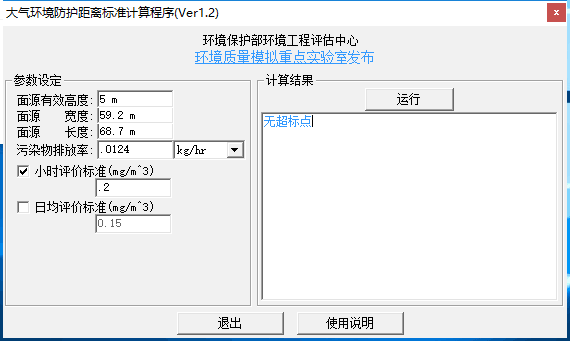 大气环境防护距离标准计算程序(Ver1.2)
环境保护部环境工程评估中心
环境质量模拟重点实验室发布
参数设定
面源有效高度: 5 m
面源 宽度: 59.2 m
面源 长度: 68.7 m
污染物排放率: .0124 kg/hr
小时评价标准(mg/m^3)
.2
日均评价标准(mg/m^3)
0.15
计算结果
运行
无超标点
退出
使用说明